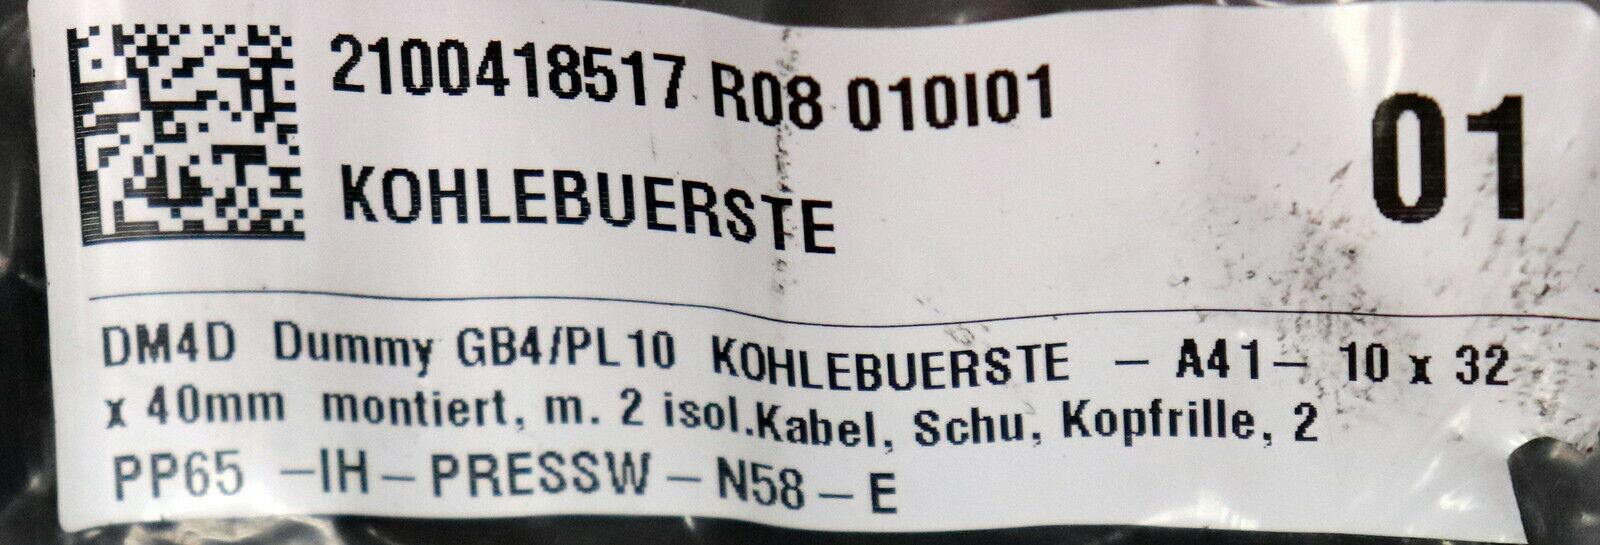 2100418517 R08 010I01
01
KOHLEBUERSTE
DM4D Dummy GB4/PL10 KOHLEBUERSTE – A41– 10 x 32
x 40mm montiert, m. 2 isol.Kabel, Schu, Kopfrille, 2
PP65 –IH–PRESSW–N58–E